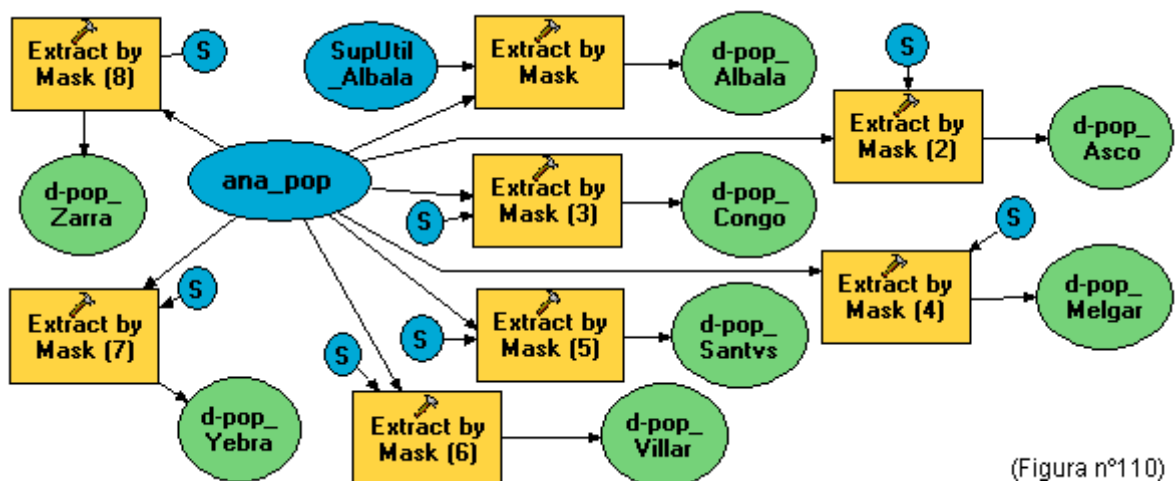 Extract by
Mask (8)
S
SupUtil
_Albala
Extract by
Mask
d-pop_
Albala
S
Extract by
Mask (2)
d-pop_
Asco
ana_pop
d-pop_
Zarra
Extract by
Mask (3)
S
d-pop_
Congo
S
Extract by
Mask (4)
d-pop_
Melgar
Extract by
Mask (7)
S
S
Extract by
Mask (5)
d-pop_
Santvs
S
Extract by
Mask (6)
d-pop_
Yebra
d-pop_
Villar
(Figura nº110)